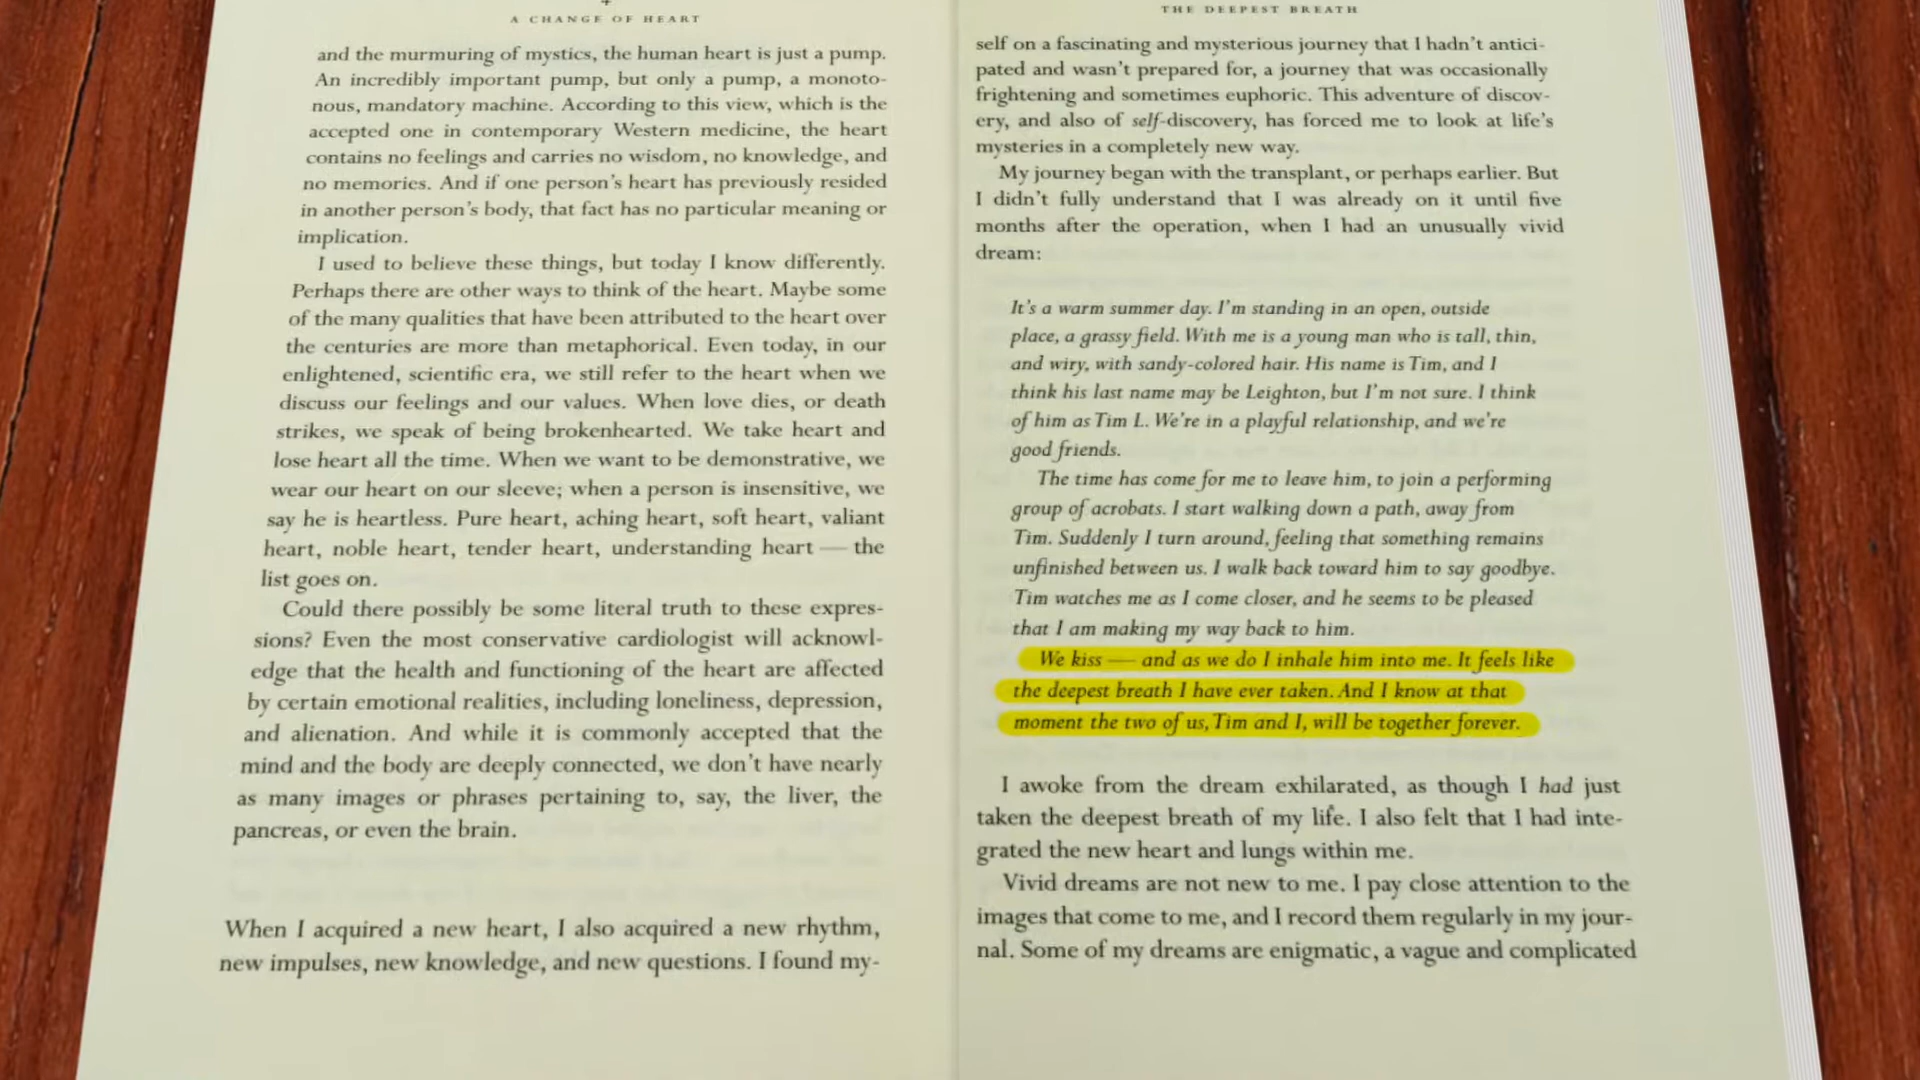 4
A CHANGE OF HEART
and the murmuring of mystics, the human heart is just a pump.
An incredibly important pump, but only a pump, a monoto-
nous, mandatory machine. According to this view, which is the
accepted one in contemporary Western medicine, the heart
contains no feelings and carries no wisdom, no knowledge, and
no memories. And if one person's heart has previously resided
in another person's body, that fact has no particular meaning or
implication.
I used to believe these things, but today I know differently.
Perhaps there are other ways to think of the heart. Maybe some
of the many qualities that have been attributed to the heart over
the centuries are more than metaphorical. Even today, in our
enlightened, scientific era, we still refer to the heart when we
discuss our feelings and our values. When love dies, or death
strikes, we speak of being brokenhearted. We take heart and
lose heart all the time. When we want to be demonstrative, we
wear our heart on our sleeve; when a person is insensitive, we
say he is heartless. Pure heart, aching heart, soft heart, valiant
heart, noble heart, tender heart, understanding heart — the
list goes on.
Could there possibly be some literal truth to these expres-
sions? Even the most conservative cardiologist will acknowl-
edge that the health and functioning of the heart are affected
by certain emotional realities, including loneliness, depression,
and alienation. And while it is commonly accepted that the
mind and the body are deeply connected, we don't have nearly
as many images or phrases pertaining to, say, the liver, the
pancreas, or even the brain.
When I acquired a new heart, I also acquired a new rhythm,
new impulses, new knowledge, and new questions. I found my-
THE DEEPEST BREATH
self on a fascinating and mysterious journey that I hadn't antici-
pated and wasn't prepared for, a journey that was occasionally
frightening and sometimes euphoric. This adventure of discov-
ery, and also of self-discovery, has forced me to look at life's
mysteries in a completely new way.
My journey began with the transplant, or perhaps earlier. But
I didn't fully understand that I was already on it until five
months after the operation, when I had an unusually vivid
dream:
It's a warm summer day. I'm standing in an open, outside
place, a grassy field. With me is a young man who is tall, thin,
and wiry, with sandy-colored hair. His name is Tim, and I
think his last name may be Leighton, but I'm not sure. I think
of him as Tim L. We're in a playful relationship, and we're
good friends.
The time has come for me to leave him, to join a performing
group of acrobats. I start walking down a path, away from
Tim. Suddenly I turn around, feeling that something remains
unfinished between us. I walk back toward him to say goodbye.
Tim watches me as I come closer, and he seems to be pleased
that I am making my way back to him.
We kiss — and as we do I inhale him into me. It feels like
the deepest breath I have ever taken. And I know at that
moment the two of us, Tim and I, will be together forever.
I awoke from the dream exhilarated, as though I had just
taken the deepest breath of my life. I also felt that I had inte-
grated the new heart and lungs within me.
Vivid dreams are not new to me. I pay close attention to the
images that come to me, and I record them regularly in my jour-
nal. Some of my dreams are enigmatic, a vague and complicated